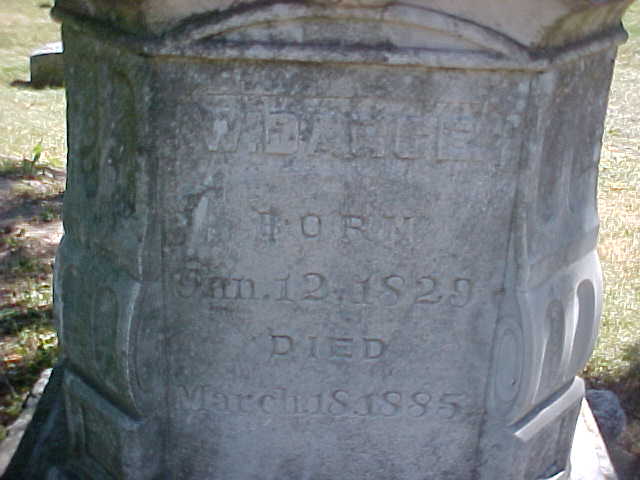 BORN
Jan. 12, 1829
DIED
March 18, 1885